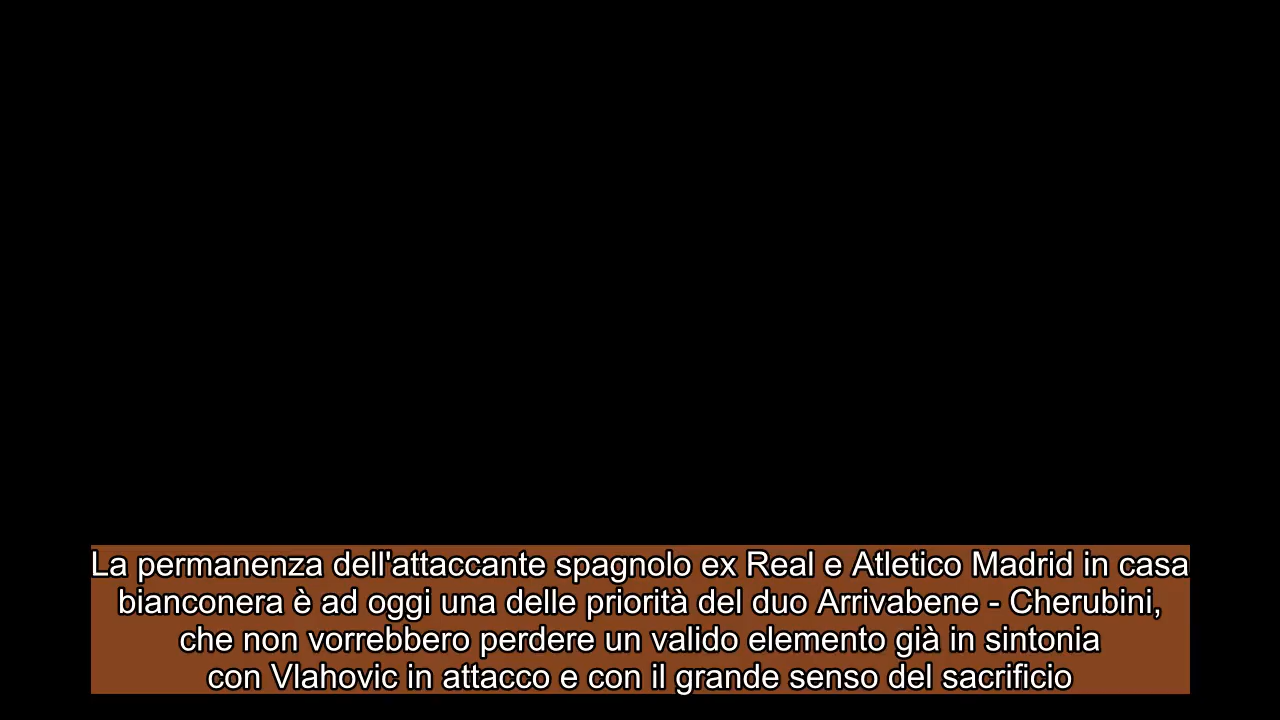 La permanenza dell'attaccante spagnolo ex Real e Atletico Madrid in casa
bianconera è ad oggi una delle priorità del duo Arrivabene - Cherubini,
che non vorrebbero perdere un valido elemento già in sintonia
con Vlahovic in attacco e con il grande senso del sacrificio